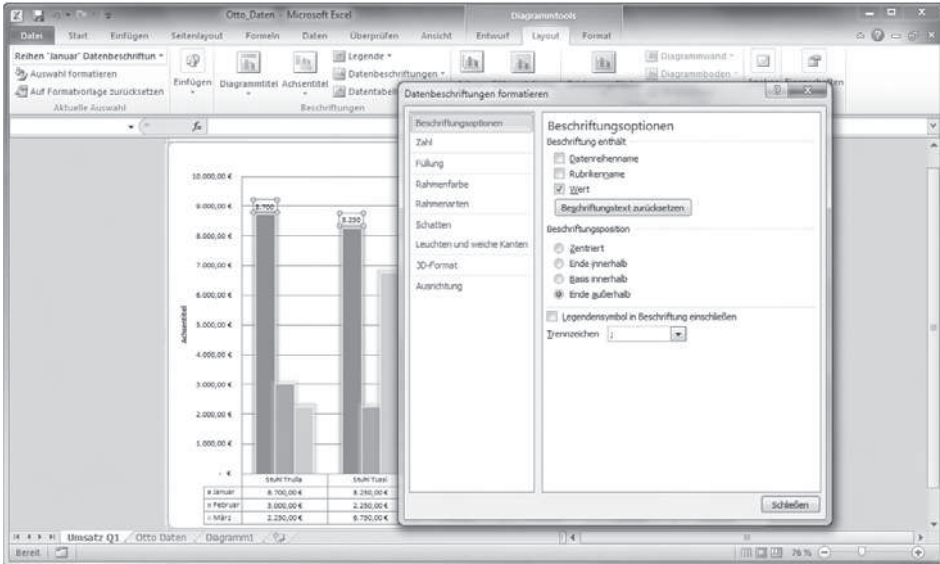 Otto_Daten - Microsoft Excel
Diagrammtools
Datei Start Einfügen Seitenlayout Formeln Daten Überprüfen Ansicht Entwurf Layout Format
Reihen "Januar" Datenbeschriftun
Auswahl formatieren
Auf Formatvorlage zurücksetzen
Aktuelle Auswahl
Einfügen
Diagrammtitel Achsentitel
Legende
Datenbeschriftungen
Datentabell
Beschriftungen
Diagrammwand
Diagrammboden
Datenbeschriftungen formatieren
Beschriftungsoptionen
Zahl
Füllung
Rahmenfarbe
Rahmenarten
Schatten
Leuchten und weiche Kanten
3D-Format
Ausrichtung
Beschriftungsoptionen
Beschriftung enthält
Datenreihenname
Rubrikenname
Wert
Beschriftungstext zurücksetzen
Beschriftungsposition
Zentriert
Ende innerhalb
Basis innerhalb
Ende außerhalb
Legendensymbol in Beschriftung einschließen
Trennzeichen ;
Schließen
fx
10.000,00 €
9.000,00 €
8.000,00 €
7.000,00 €
6.000,00 €
5.000,00 €
4.000,00 €
3.000,00 €
2.000,00 €
1.000,00 €
- €
Achsentitel
8.700
8.250
Stuhl Trulla Stuhl Tussi
Januar 8.700,00 € 8.250,00 €
Februar 3.000,00 € 2.250,00 €
März 2.250,00 € 6.750,00 €
Umsatz Q1 Otto Daten Diagramm1
Bereit
76 %